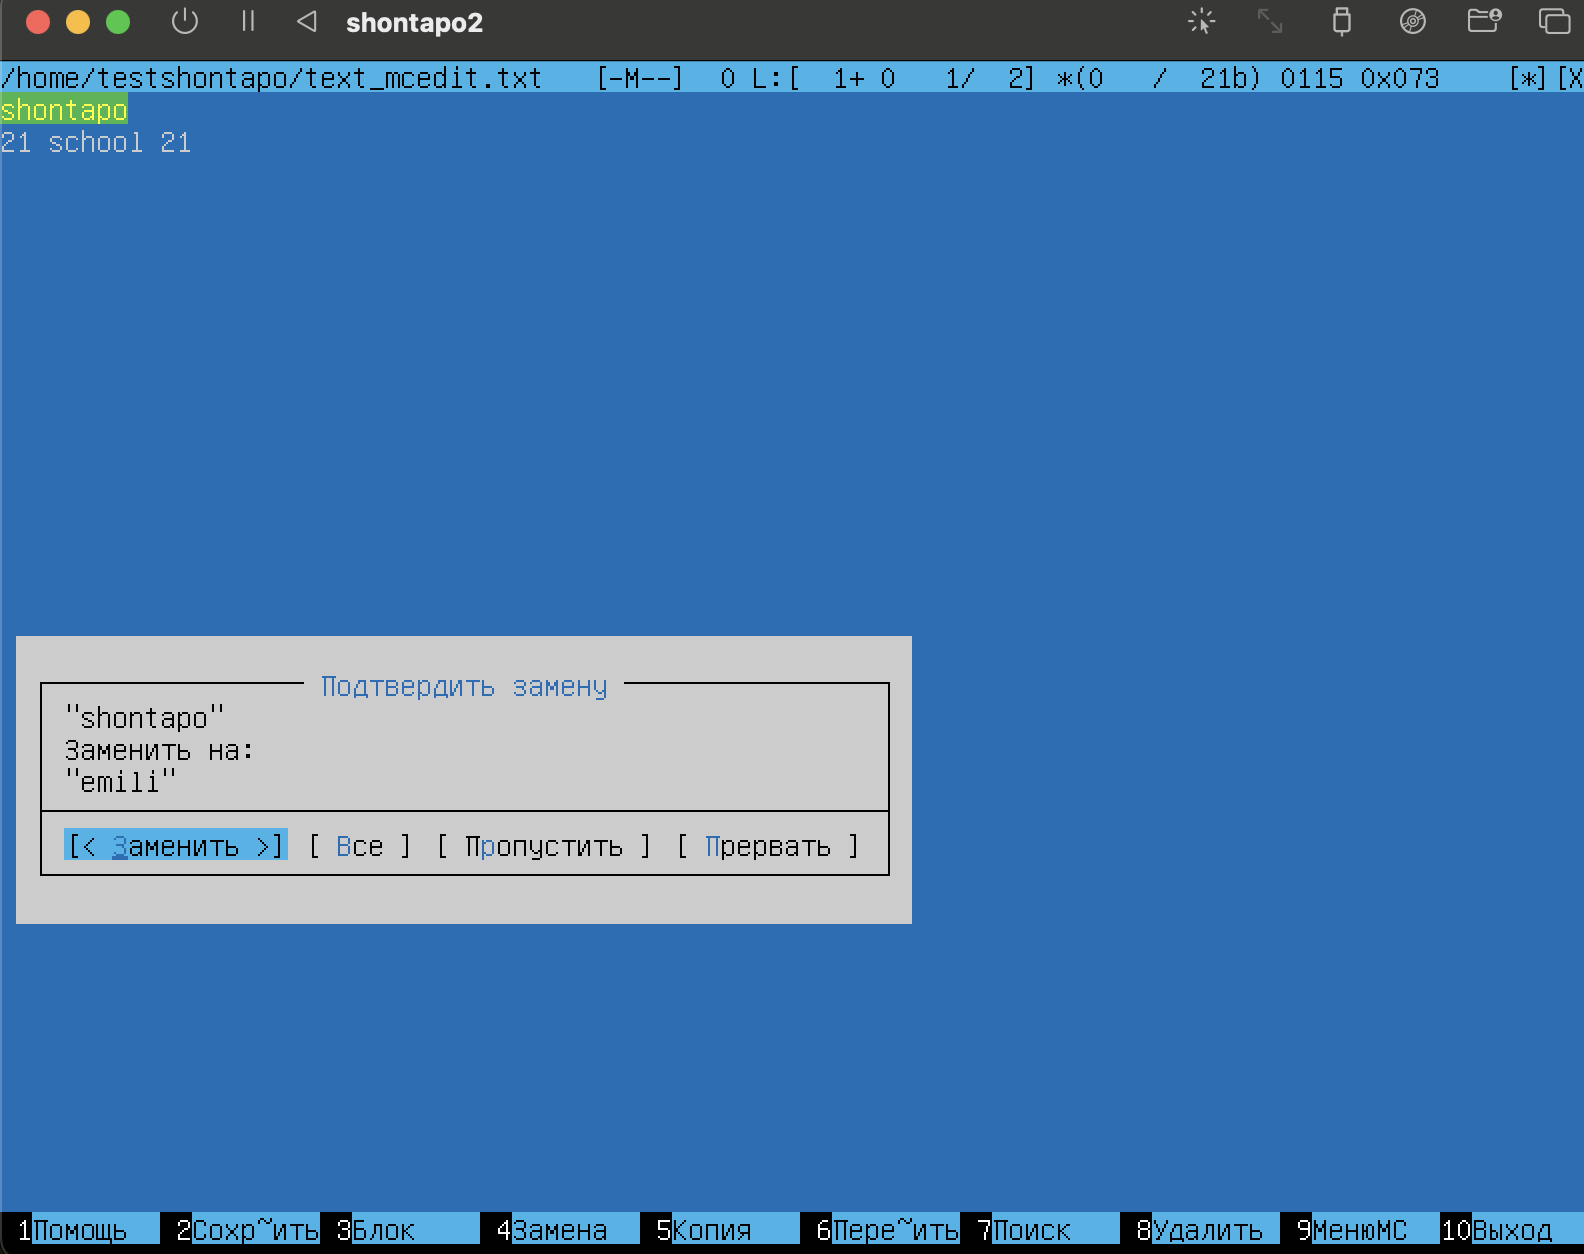 shontapo2
/home/testshontapo/text_mcedit.txt [-M--] 0 L:[ 1+ 0 1/ 2] *(0 / 21b) 0115 0x073 [*][X
shontapo
21 school 21
Подтвердить замену
"shontapo"
Заменить на:
"emili"
[< Заменить >] [ Все ] [ Пропустить ] [ Прервать ]
1Помощь 2Сохр~ить 3Блок 4Замена 5Копия 6Пере~ить 7Поиск 8Удалить 9МенюМС 10Выход